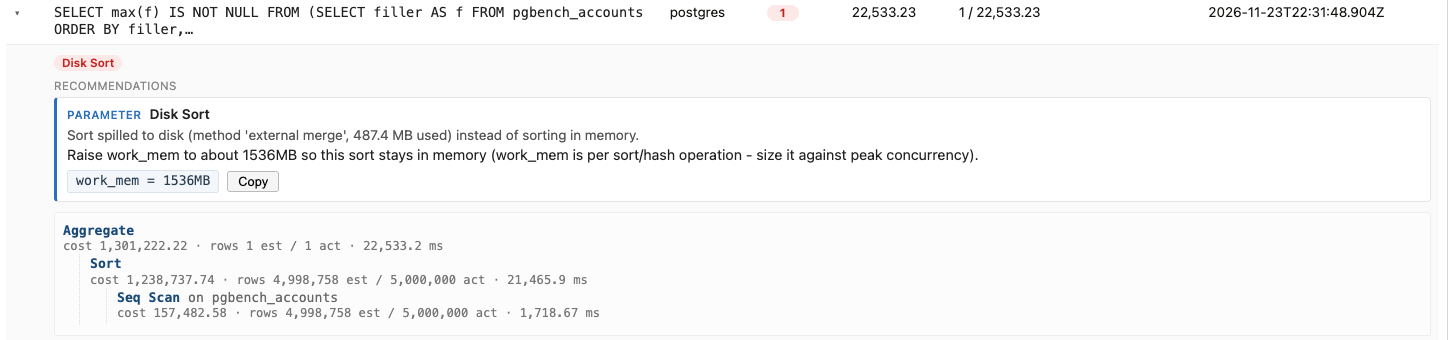 SELECT max(f) IS NOT NULL FROM (SELECT filler AS f FROM pgbench_accounts postgres 1 22,533.23 1 / 22,533.23 2026-11-23T22:31:48.904Z
ORDER BY filler,…
Disk Sort
RECOMMENDATIONS
PARAMETER Disk Sort
Sort spilled to disk (method 'external merge', 487.4 MB used) instead of sorting in memory.
Raise work_mem to about 1536MB so this sort stays in memory (work_mem is per sort/hash operation - size it against peak concurrency).
work_mem = 1536MB Copy
Aggregate
cost 1,301,222.22 · rows 1 est / 1 act · 22,533.2 ms
Sort
cost 1,238,737.74 · rows 4,998,758 est / 5,000,000 act · 21,465.9 ms
Seq Scan on pgbench_accounts
cost 157,482.58 · rows 4,998,758 est / 5,000,000 act · 1,718.67 ms